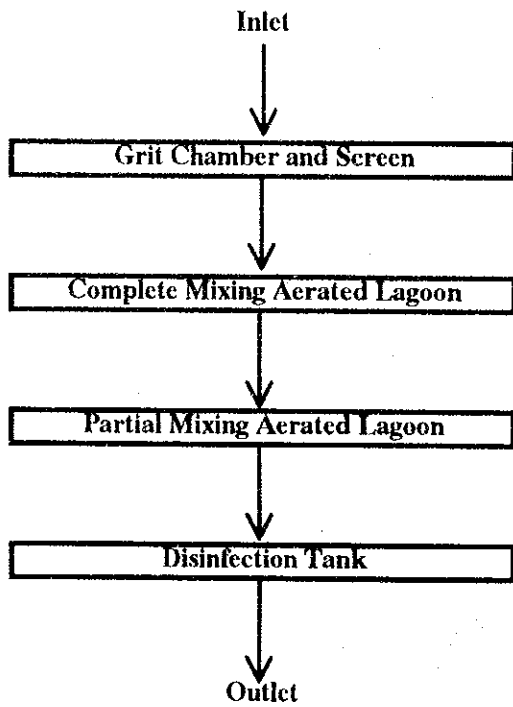 Inlet
Grit Chamber and Screen
Complete Mixing Aerated Lagoon
Partial Mixing Aerated Lagoon
Disinfection Tank
Outlet